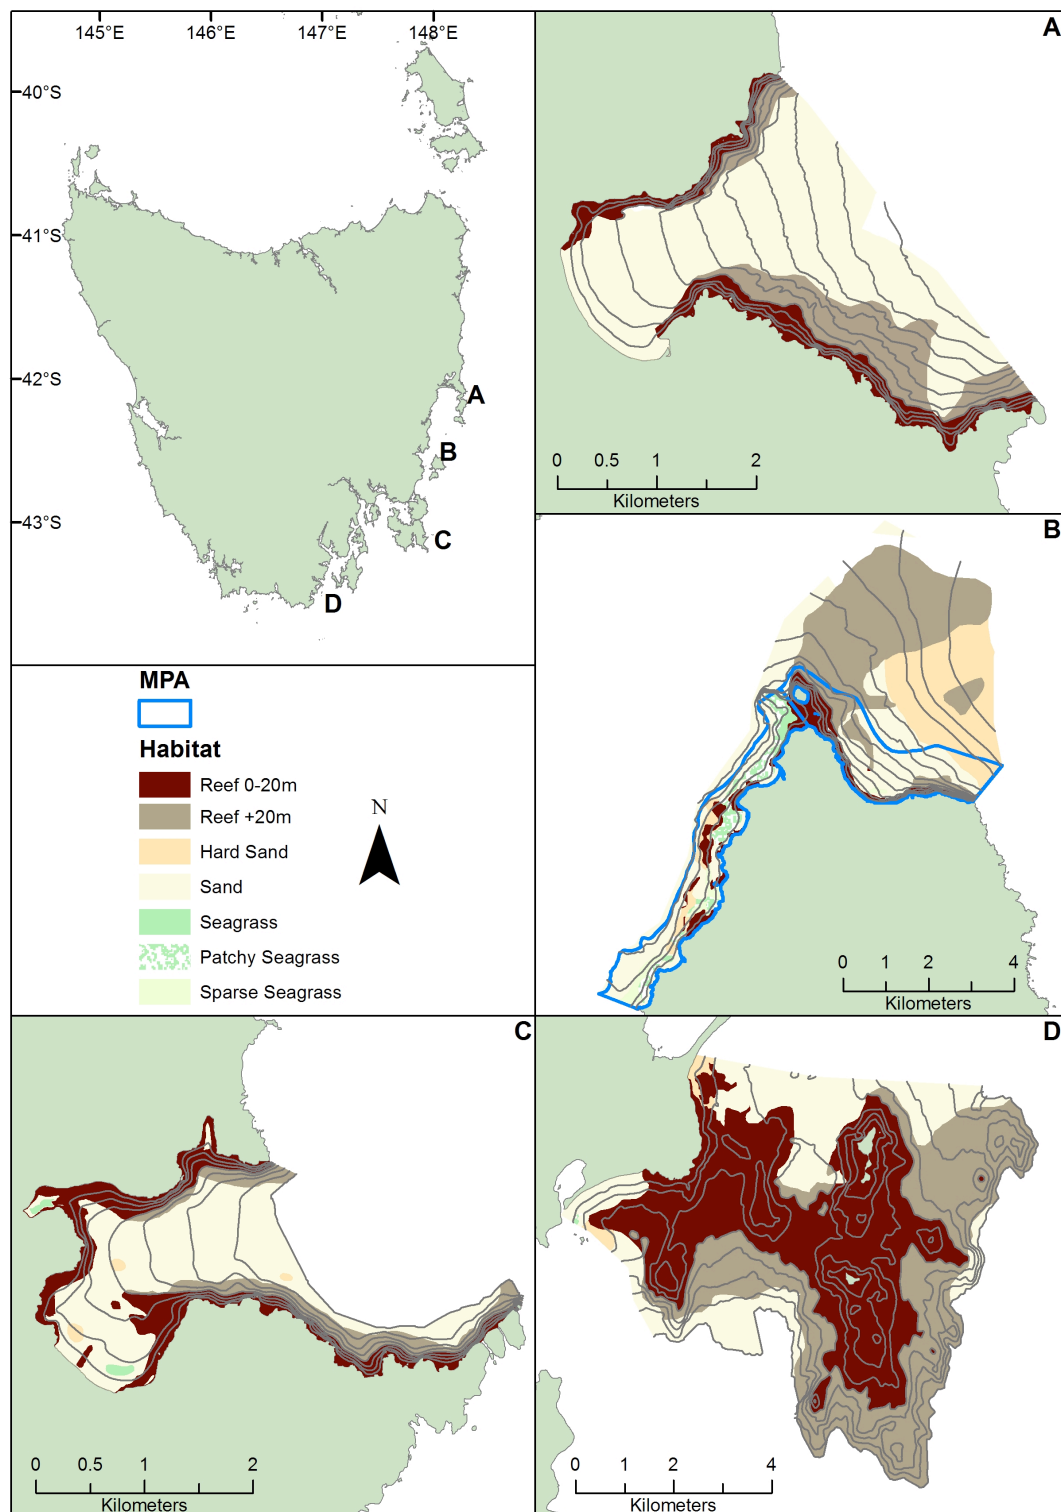 145°E 146°E 147°E 148°E
40°S
41°S
42°S
43°S
A
B
C
D
MPA
Habitat
Reef 0-20m
Reef +20m
Hard Sand
Sand
Seagrass
Patchy Seagrass
Sparse Seagrass
N
A
0 0.5 1 2
Kilometers
B
0 1 2 4
Kilometers
C
0 0.5 1 2
Kilometers
D
0 1 2 4
Kilometers